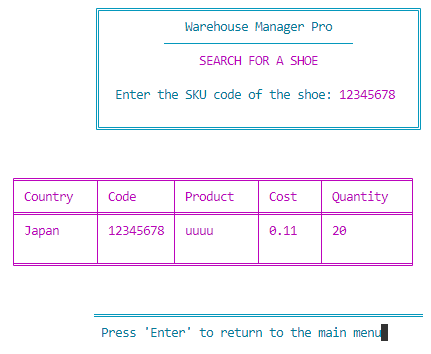 Warehouse Manager Pro
SEARCH FOR A SHOE
Enter the SKU code of the shoe: 12345678
Country Code Product Cost Quantity
Japan 12345678 uuuu 0.11 20
Press 'Enter' to return to the main menu